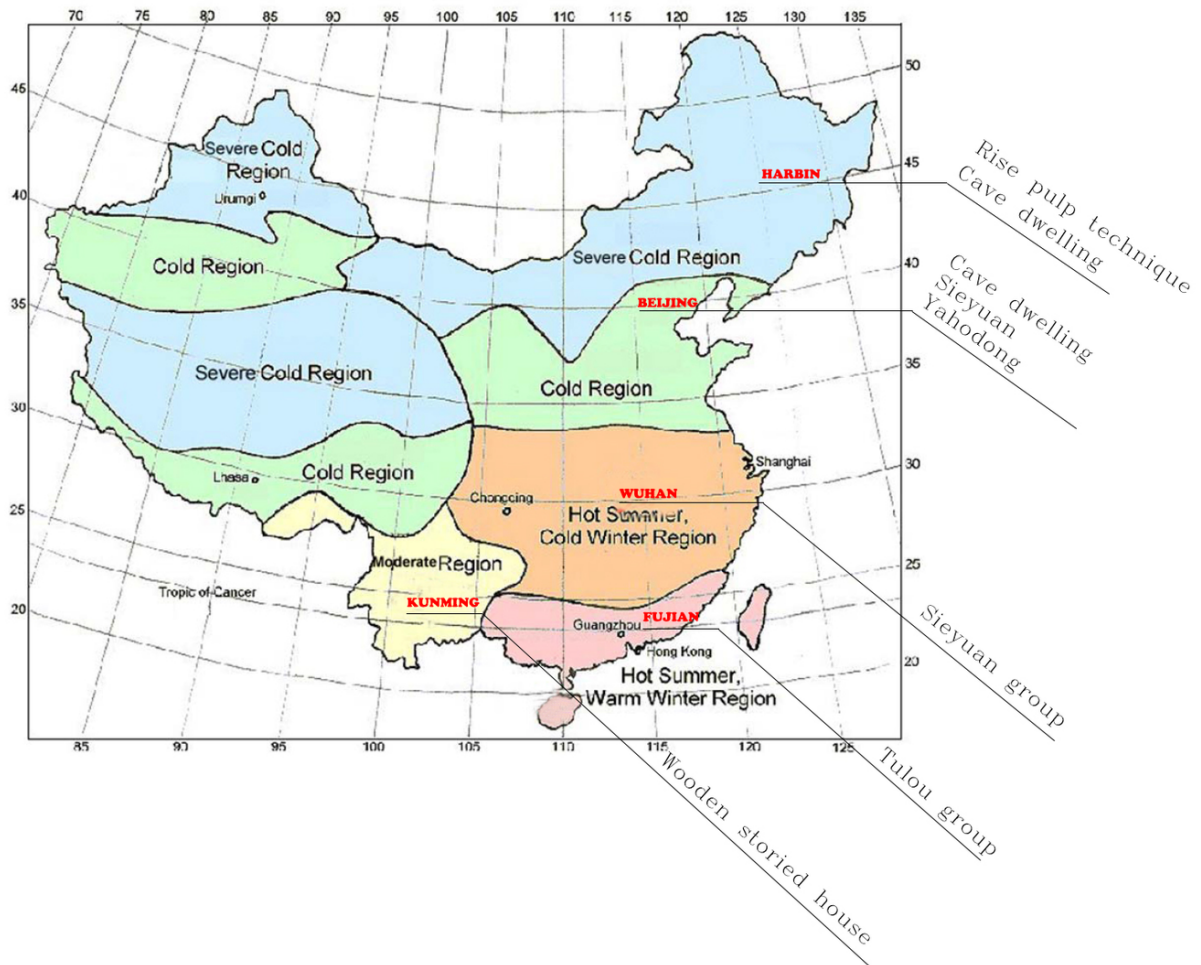 70 75 80 85 90 95 100 105 110 115 120 125 130 135
50
45
45
Severe Cold
Region
Urumgi
HARBIN
Rise pulp technique
Cave dwelling
40
Cold Region
Severe Cold Region
40
BEIJING
Cave dwelling
Sieyuan
Yahodong
35
35
Severe Cold Region
Cold Region
30
30
Lhasa
Cold Region
Shanghai
Chongqing
WUHAN
Hot Summer,
Cold Winter Region
Sieyuan group
25
25
Moderate Region
Tropic of Cancer
KUNMING
20
Guangzhou
FUJIAN
Hong Kong
20
Hot Summer,
Warm Winter Region
85 90 95 100 105 110 115 120 125
Wooden storied house
Tulou group